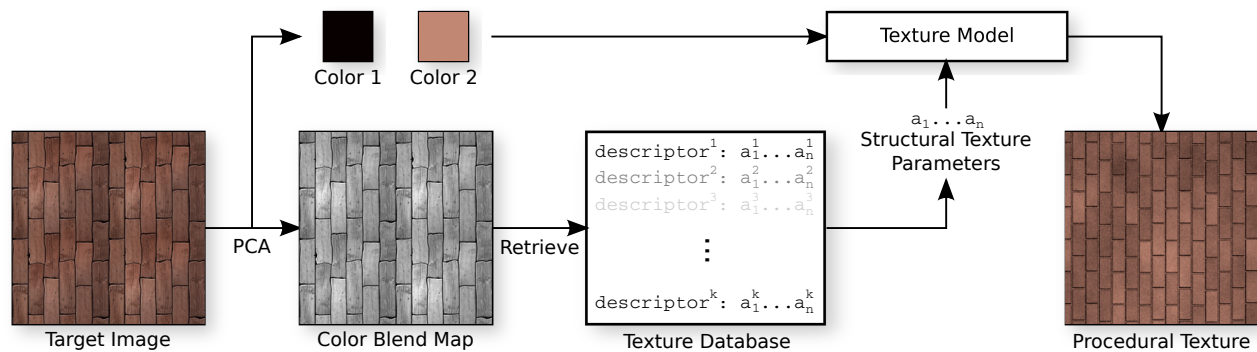 Color 1
Color 2
Texture Model
PCA
Retrieve
descriptor¹: a₁¹...aₙ¹
descriptor²: a₁²...aₙ²
descriptor³: a₁³...aₙ³
⋮
descriptorᵏ: a₁ᵏ...aₙᵏ
a₁...aₙ
Structural Texture
Parameters
Target Image
Color Blend Map
Texture Database
Procedural Texture